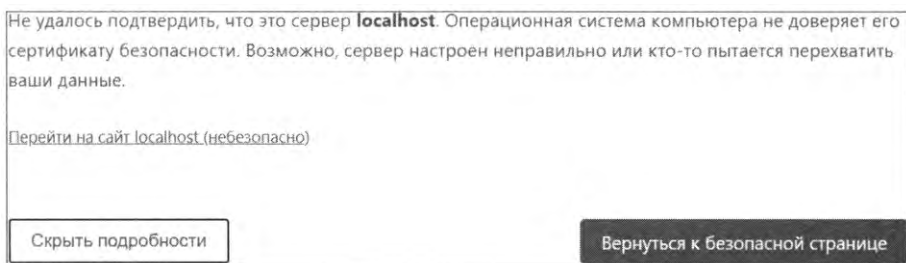 Не удалось подтвердить, что это сервер localhost. Операционная система компьютера не доверяет его
сертификату безопасности. Возможно, сервер настроен неправильно или кто-то пытается перехватить
ваши данные.
Перейти на сайт localhost (небезопасно)
Скрыть подробности
Вернуться к безопасной странице